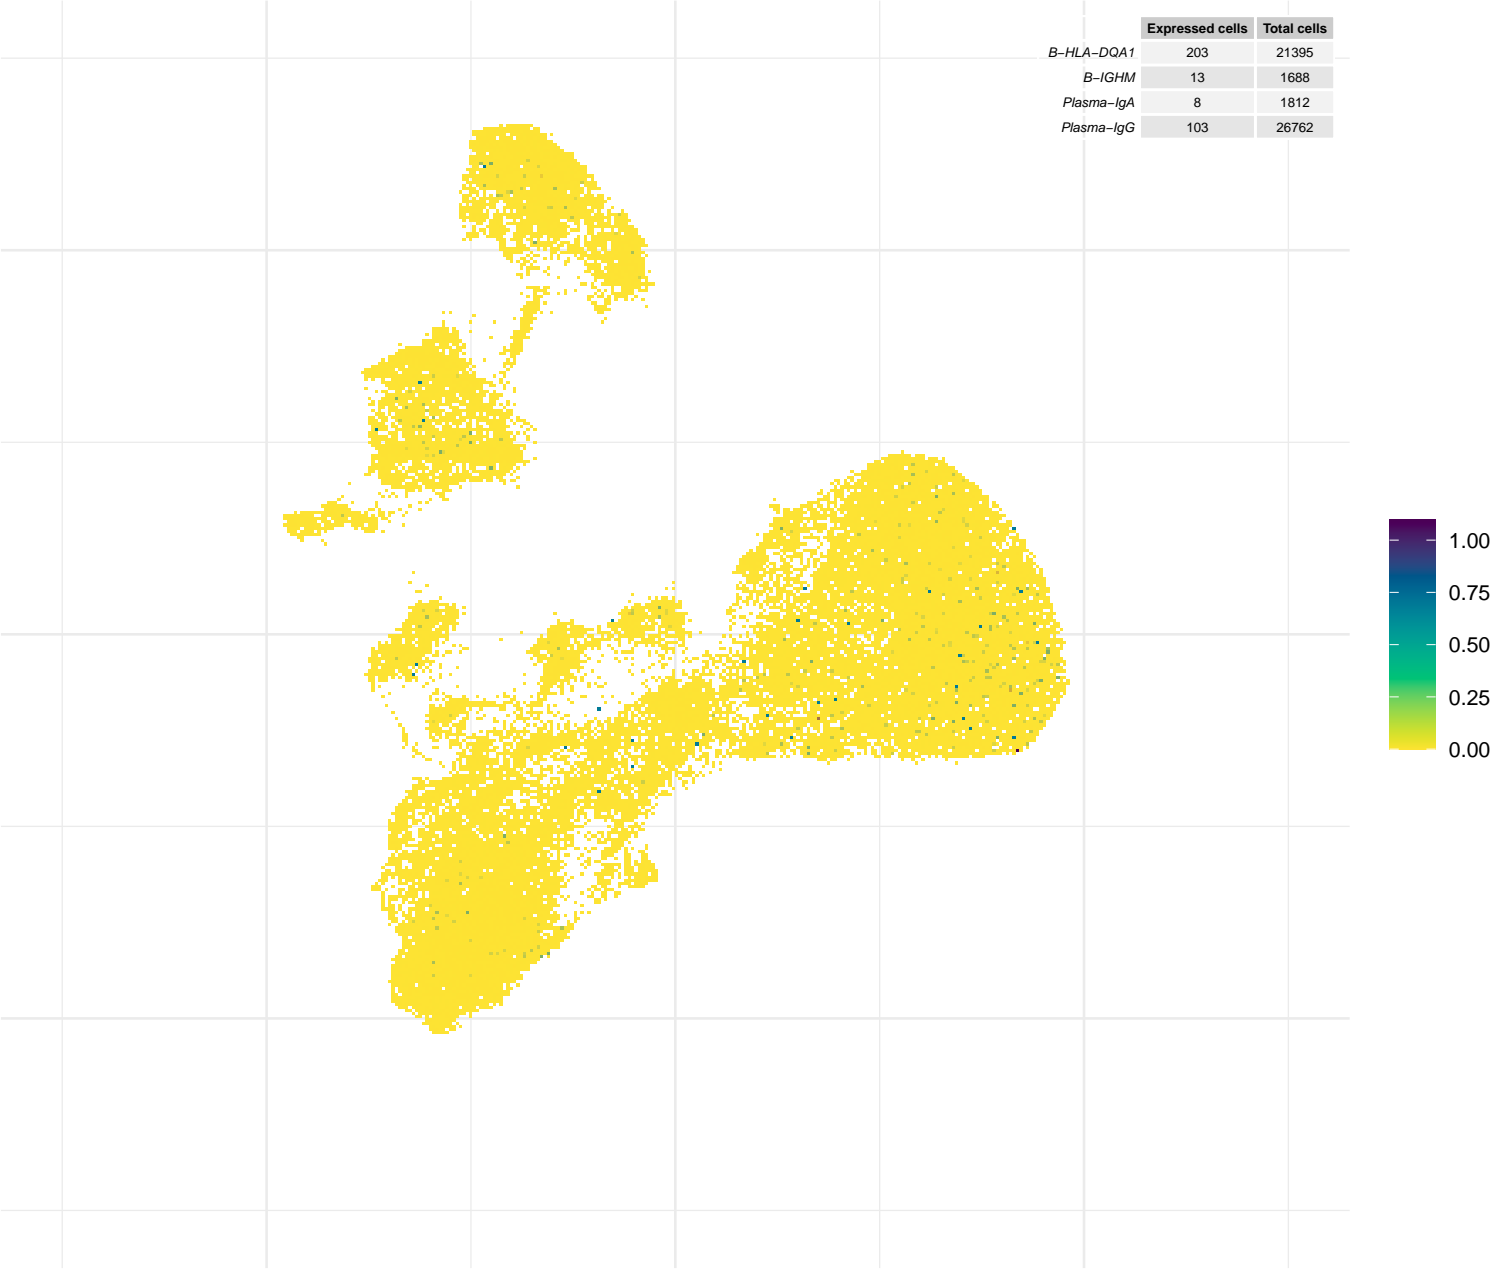 Expressed cells Total cells
B−HLA−DQA1 203 21395
B−IGHM 13 1688
Plasma−IgA 8 1812
Plasma−IgG 103 26762
1.00
0.75
0.50
0.25
0.00